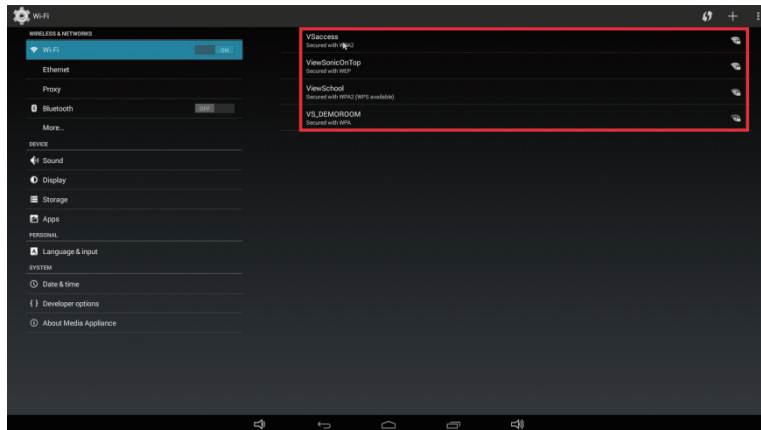 Wi-Fi
WIRELESS & NETWORKS
Wi-Fi ON
Ethernet
Proxy
Bluetooth OFF
More...
DEVICE
Sound
Display
Storage
Apps
PERSONAL
A Language & input
SYSTEM
Date & time
{ } Developer options
About Media Appliance
VSaccess
Secured with WPA2
ViewSonicOnTop
Secured with WEP
ViewSchool
Secured with WPA2 (WPS available)
VS_DEMOROOM
Secured with WPA